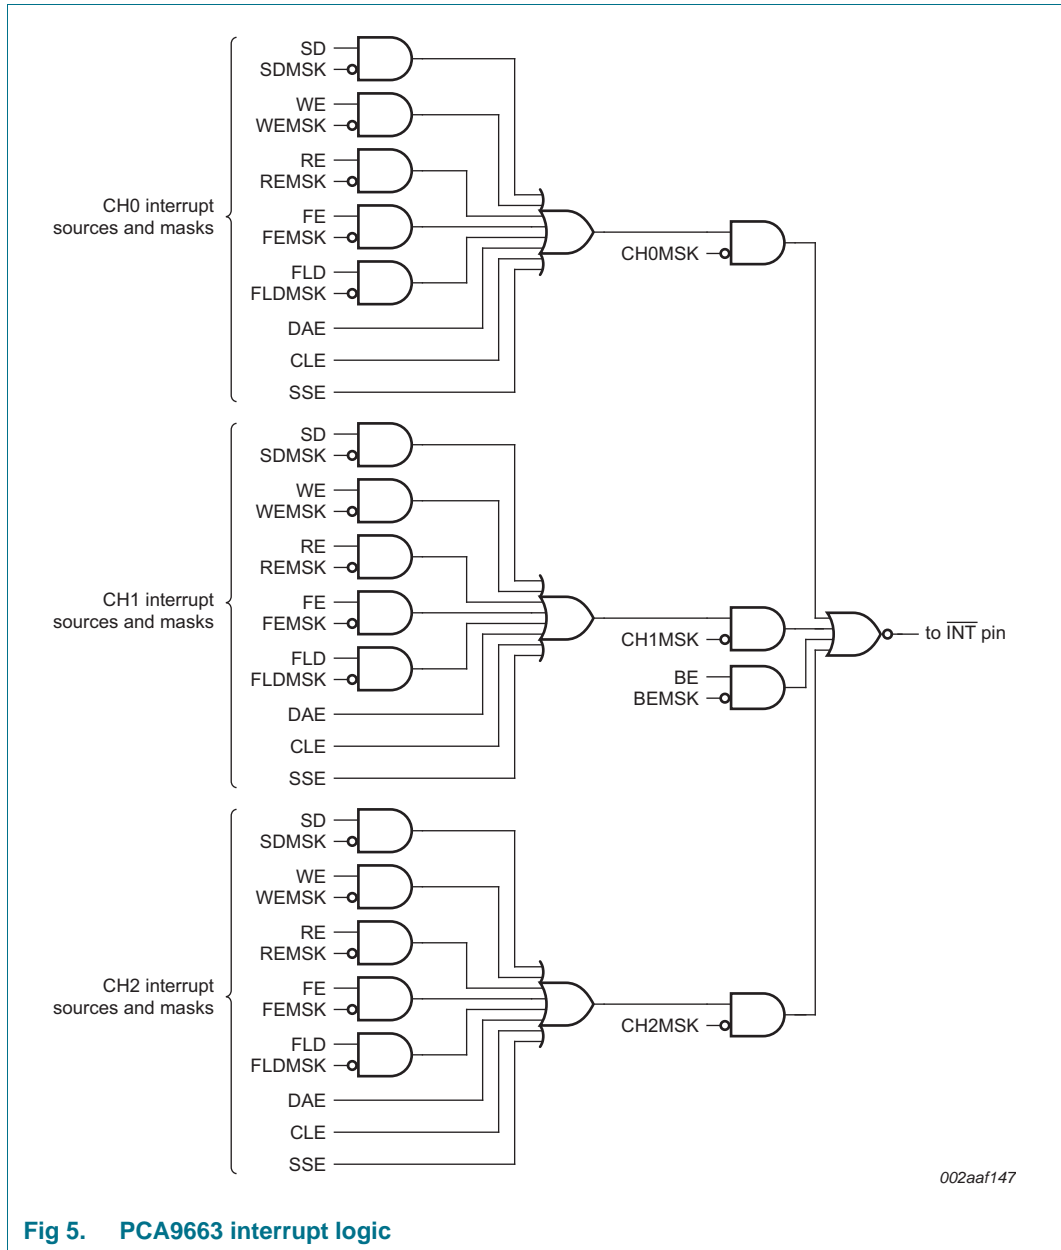 SD
SDMSK
WE
WEMSK
RE
REMSK
CH0 interrupt
sources and masks
FE
FEMSK
CH0MSK
FLD
FLDMSK
DAE
CLE
SSE
SD
SDMSK
WE
WEMSK
RE
REMSK
CH1 interrupt
sources and masks
FE
FEMSK
CH1MSK
to INT pin
FLD
FLDMSK
BE
BEMSK
DAE
CLE
SSE
SD
SDMSK
WE
WEMSK
RE
REMSK
CH2 interrupt
sources and masks
FE
FEMSK
CH2MSK
FLD
FLDMSK
DAE
CLE
SSE
002aaf147
Fig 5. PCA9663 interrupt logic